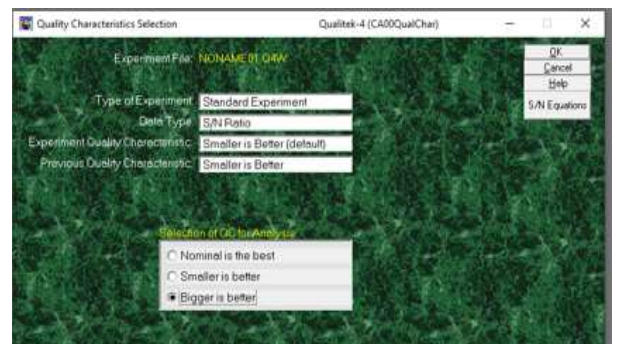 Quality Characteristics Selection Qualitek-4 (CA00QualChar)
Experiment File: NONAME01.Q4W
OK
Cancel
Help
S/N Equations
Type of Experiment: Standard Experiment
Data Type: S/N Ratio
Experiment Quality Characteristic: Smaller is Better (default)
Previous Quality Characteristic: Smaller is Better
Selection of QC for Analysis
Nominal is the best
Smaller is better
Bigger is better